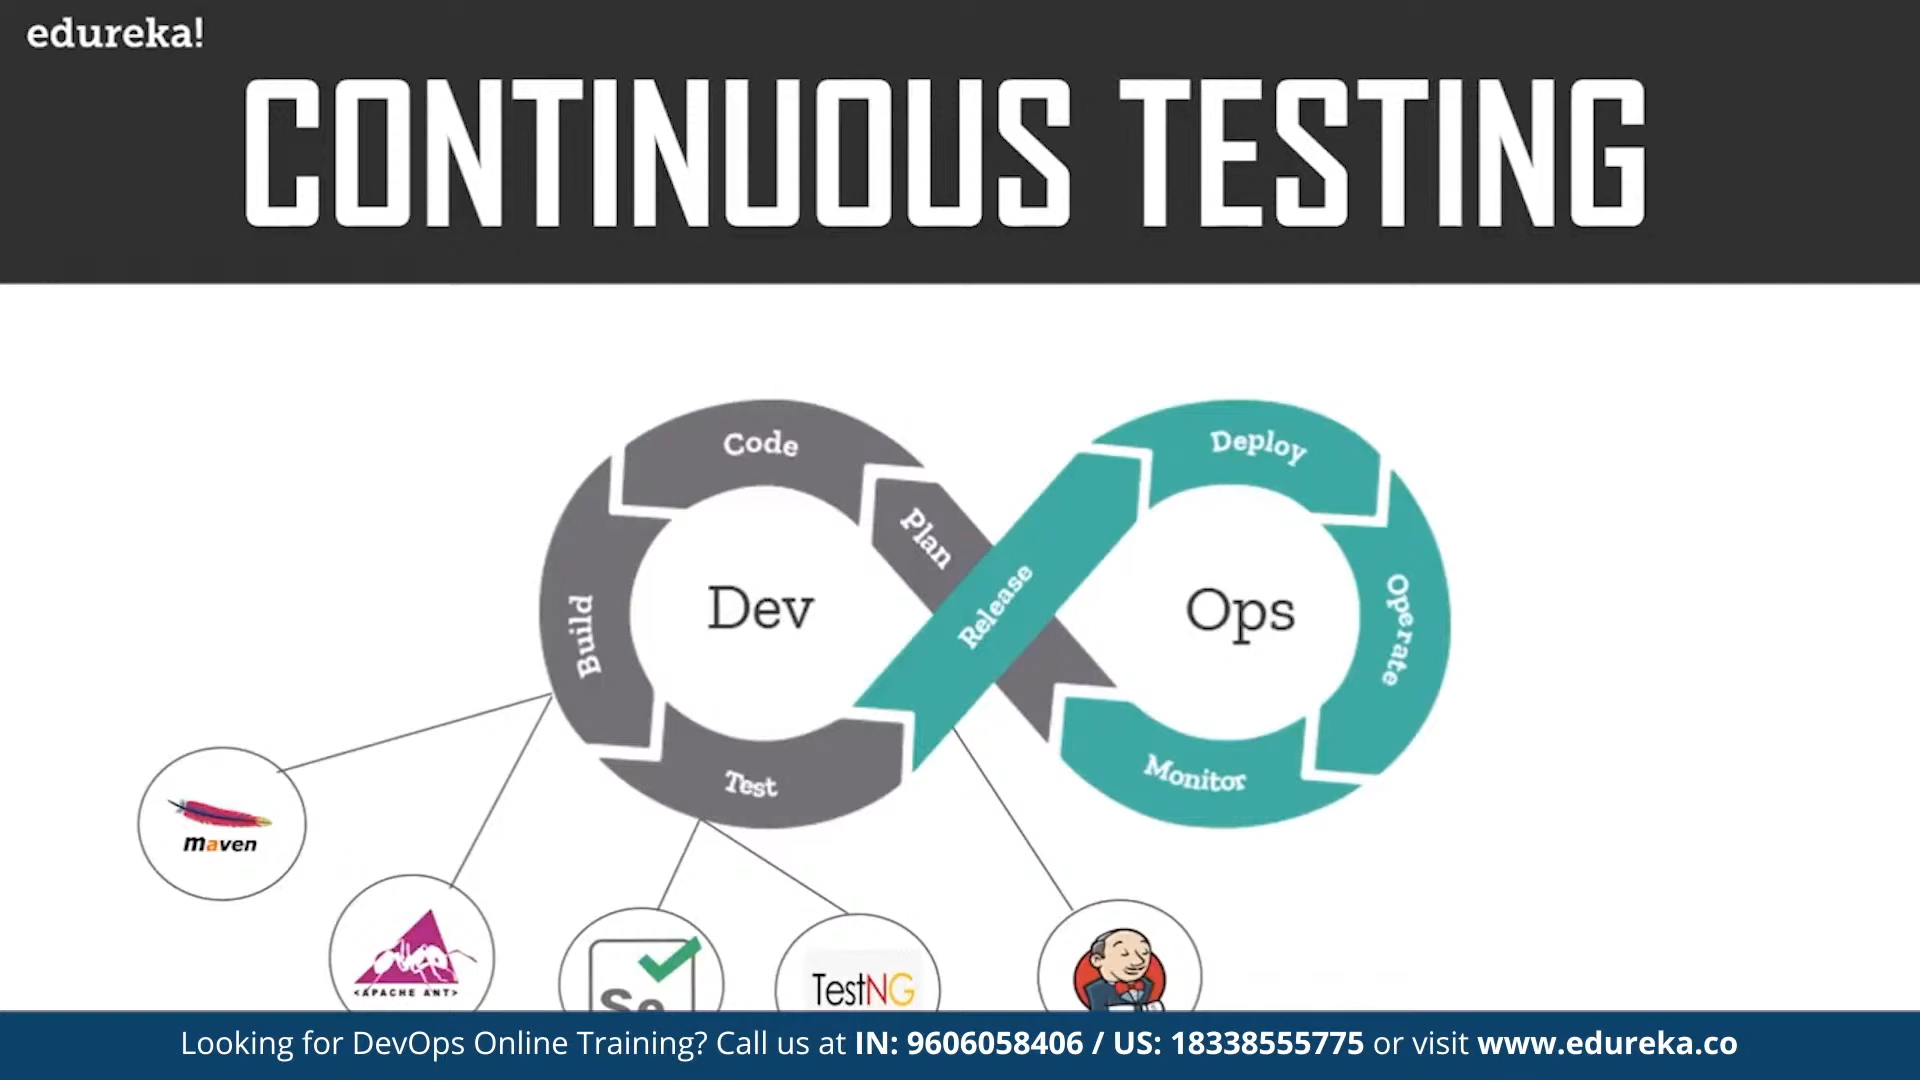 edureka!
CONTINUOUS TESTING
Code
Deploy
Plan
Release
Build
Dev
Ops
Operate
Test
Monitor
maven
<APACHE ANT>
Se
TestNG
Looking for DevOps Online Training? Call us at IN: 9606058406 / US: 18338555775 or visit www.edureka.co